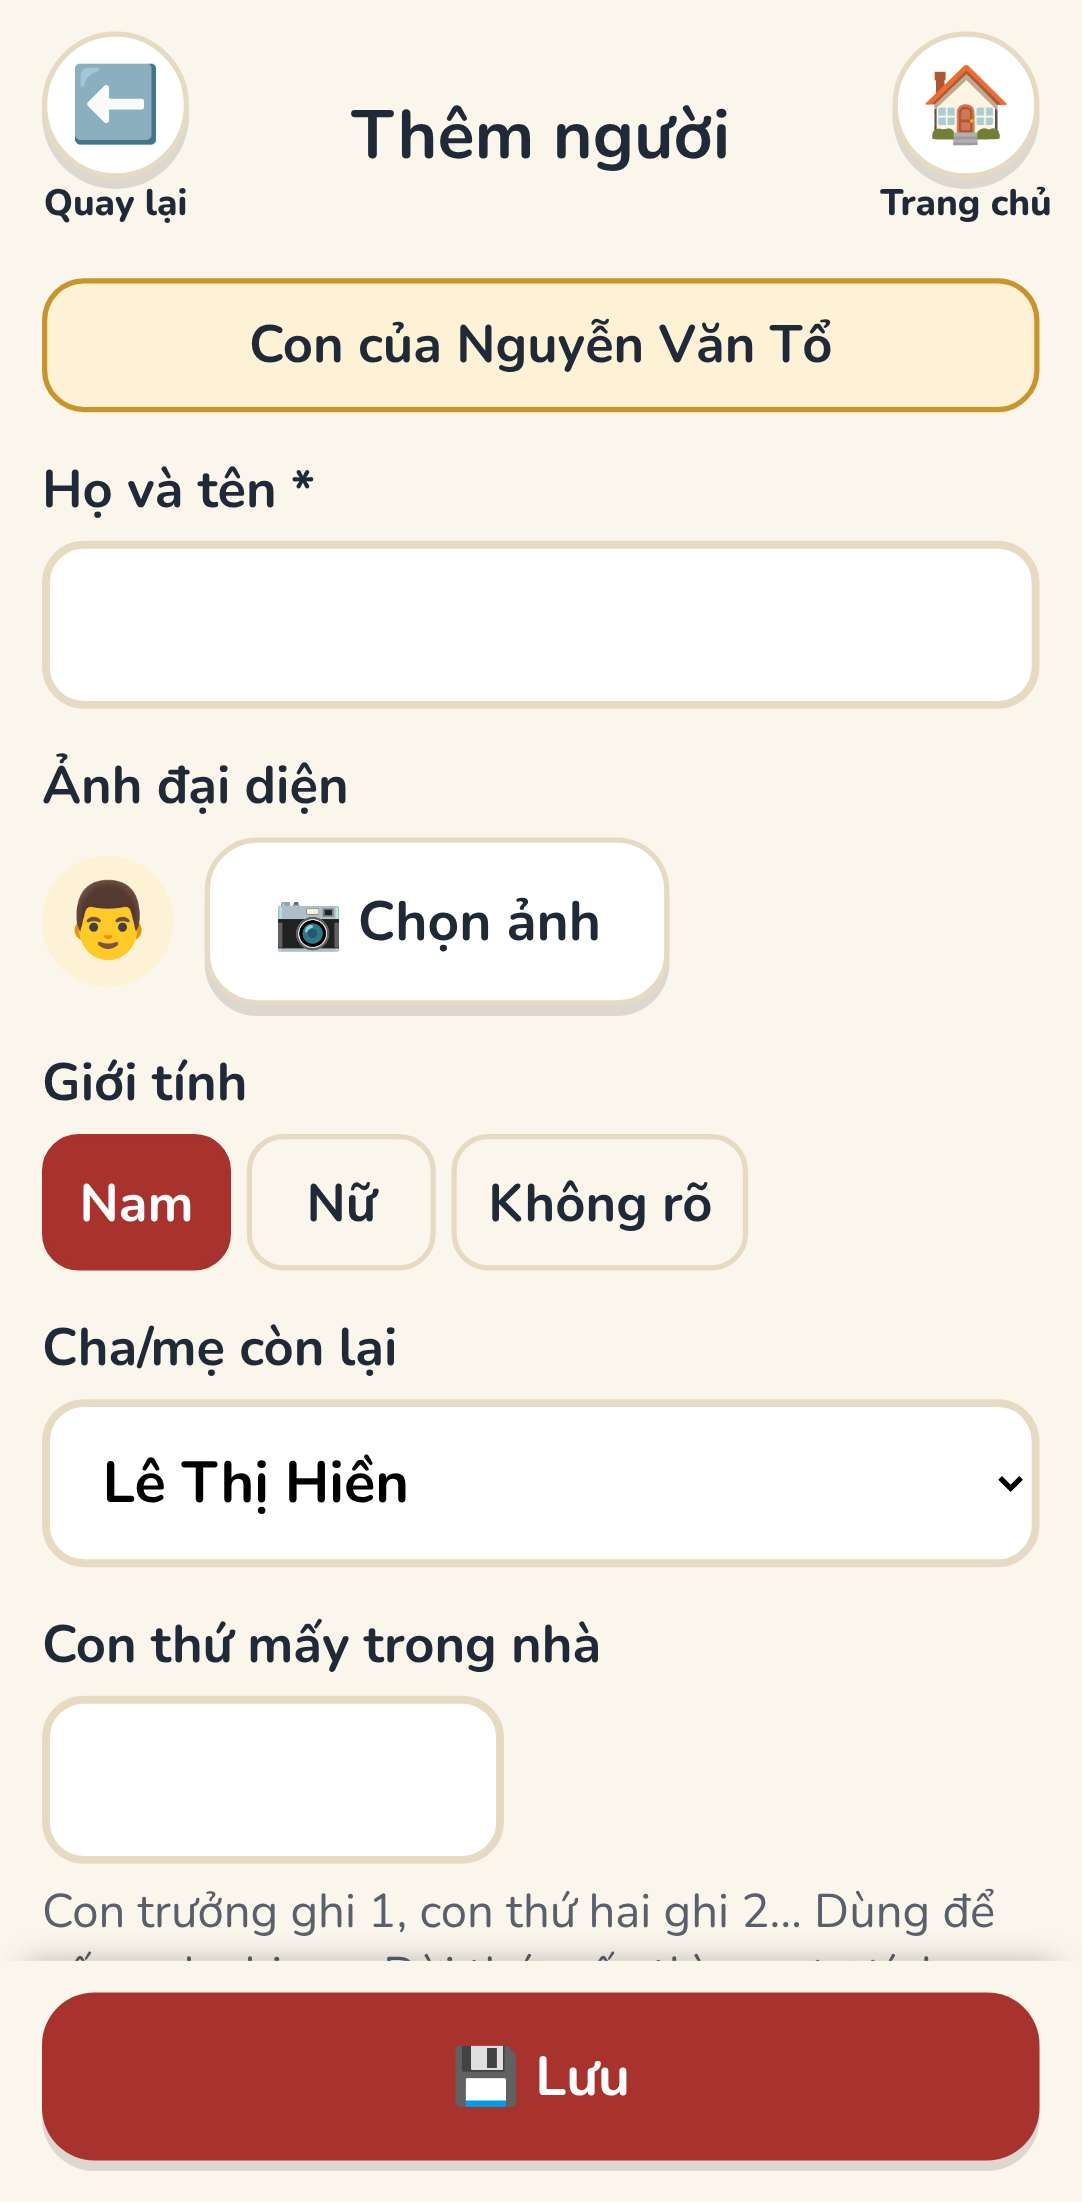 Thêm người
Quay lại
Trang chủ
Con của Nguyễn Văn Tổ
Họ và tên *
Ảnh đại diện
Chọn ảnh
Giới tính
Nam
Nữ
Không rõ
Cha/mẹ còn lại
Lê Thị Hiền
Con thứ mấy trong nhà
Con trưởng ghi 1, con thứ hai ghi 2... Dùng để
Lưu